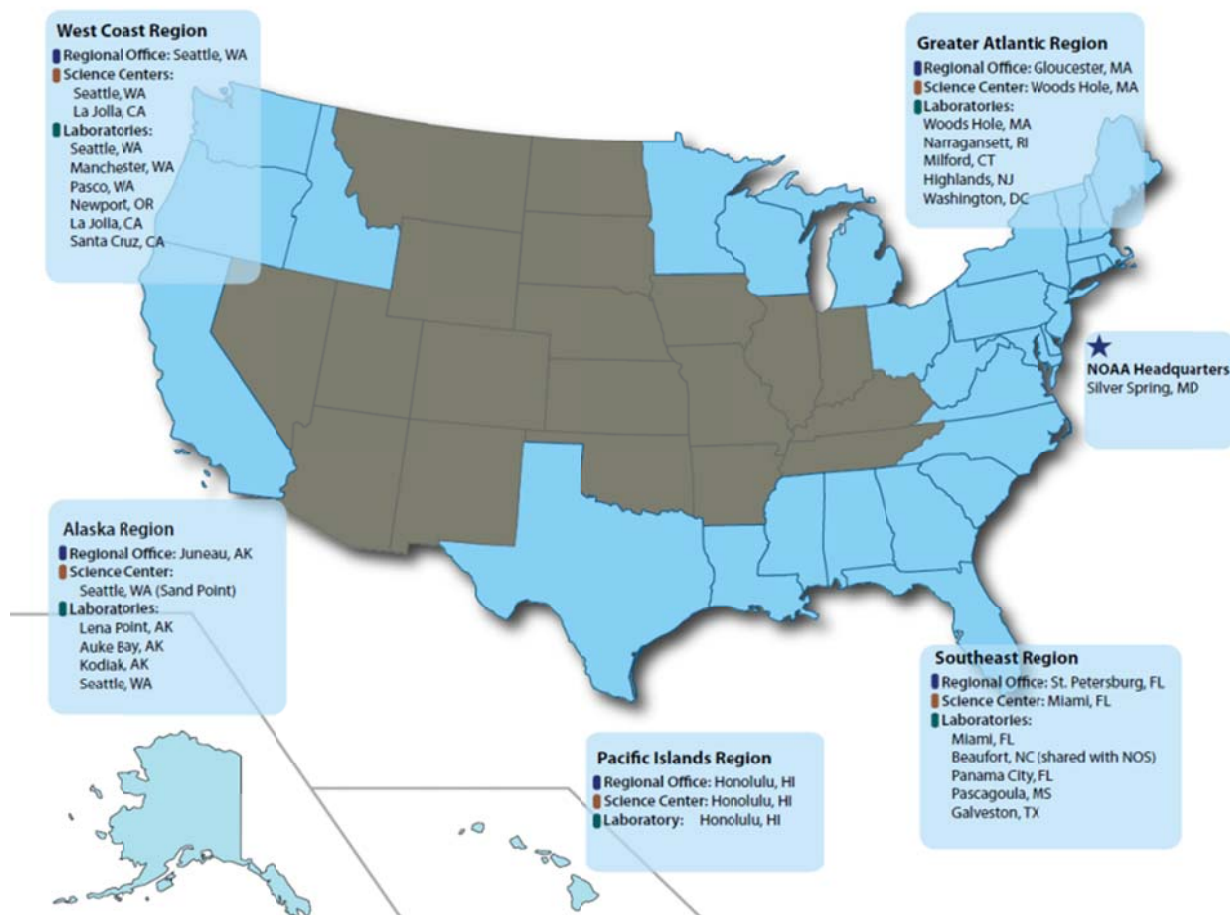 West Coast Region
Regional Office: Seattle, WA
Science Centers:
Seattle, WA
La Jolla, CA
Laboratories:
Seattle, WA
Manchester, WA
Pasco, WA
Newport, OR
La Jolla, CA
Santa Cruz, CA
Greater Atlantic Region
Regional Office: Gloucester, MA
Science Center: Woods Hole, MA
Laboratories:
Woods Hole, MA
Narragansett, RI
Milford, CT
Highlands, NJ
Washington, DC
NOAA Headquarters
Silver Spring, MD
Alaska Region
Regional Office: Juneau, AK
Science Center:
Seattle, WA (Sand Point)
Laboratories:
Lena Point, AK
Auke Bay, AK
Kodiak, AK
Seattle, WA
Southeast Region
Regional Office: St. Petersburg, FL
Science Center: Miami, FL
Laboratories:
Miami, FL
Beaufort, NC (shared with NOS)
Panama City, FL
Pascagoula, MS
Galveston, TX
Pacific Islands Region
Regional Office: Honolulu, HI
Science Center: Honolulu, HI
Laboratory: Honolulu, HI